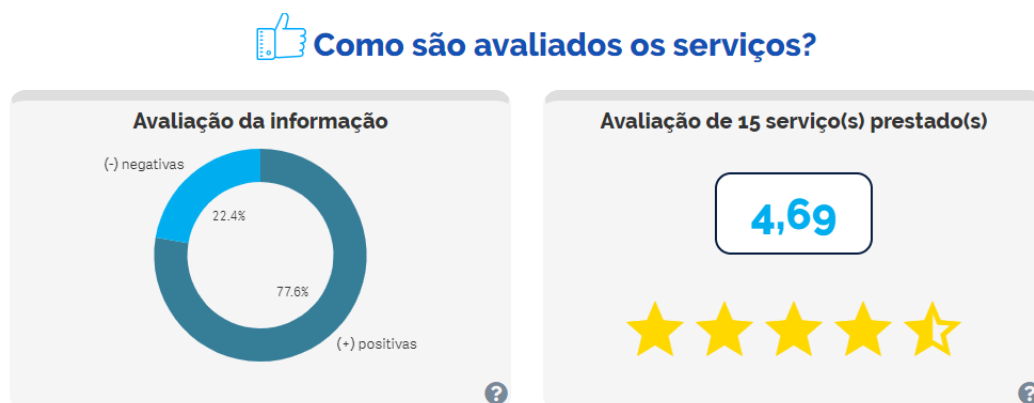 Como são avaliados os serviços?
Avaliação da informação
(-) negativas
22.4%
77.6%
(+) positivas
?
Avaliação de 15 serviço(s) prestado(s)
4,69
?